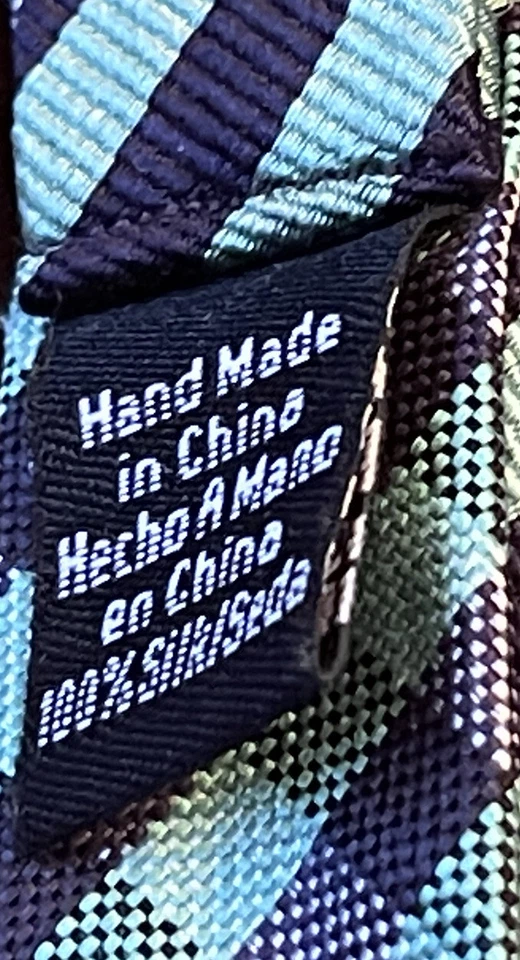 Hand Made
in China
Hecho A Mano
en China
100% Silk/Seda